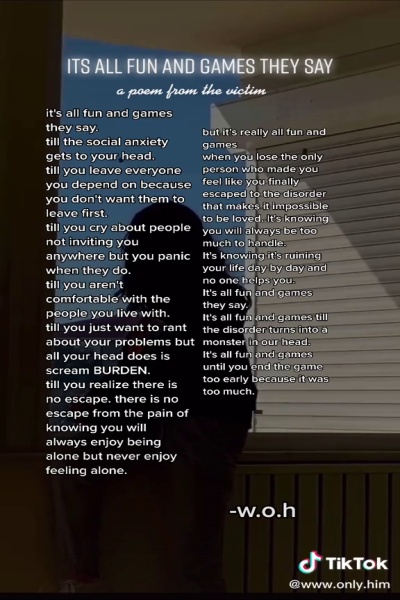 ITS ALL FUN AND GAMES THEY SAY
a poem from the victim
it's all fun and games
they say.
till the social anxiety
gets to your head.
till you leave everyone
you depend on because
you don't want them to
leave first.
till you cry about people
not inviting you
anywhere but you panic
when they do.
till you aren't
comfortable with the
people you live with.
till you just want to rant
about your problems but
all your head does is
scream BURDEN.
till you realize there is
no escape. there is no
escape from the pain of
knowing you will
always enjoy being
alone but never enjoy
feeling alone.
but it's really all fun and
games
when you lose the only
person who made you
feel like you finally
escaped to the disorder
that makes it impossible
to be loved. It's knowing
you will always be too
much to handle.
It's knowing it's ruining
your life day by day and
no one helps you.
It's all fun and games
they say.
It's all fun and games till
the disorder turns into a
monster in our head.
It's all fun and games
until you end the game
too early because it was
too much.
-w.o.h
TikTok
@www.only.him